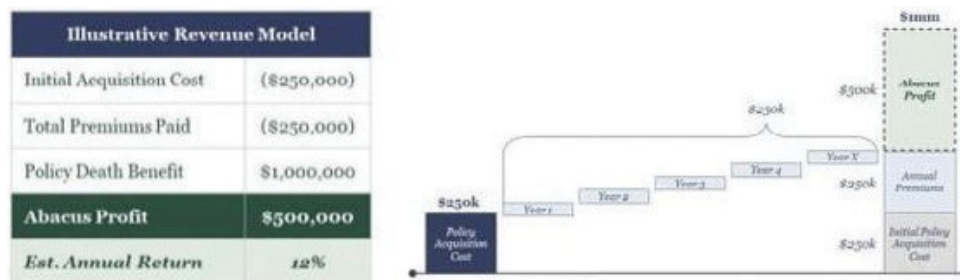 Illustrative Revenue Model
Initial Acquisition Cost ($250,000)
Total Premiums Paid ($250,000)
Policy Death Benefit $1,000,000
Abacus Profit $500,000
Est. Annual Return 12%
$1mm
$500k
Abacus
Profit
$250k
Year X
Year 4
Year 3
Year 2
Year 1
$250k
Annual
Premiums
$250k
Policy
Acquisition
Cost
$250k
Initial Policy
Acquisition
Cost